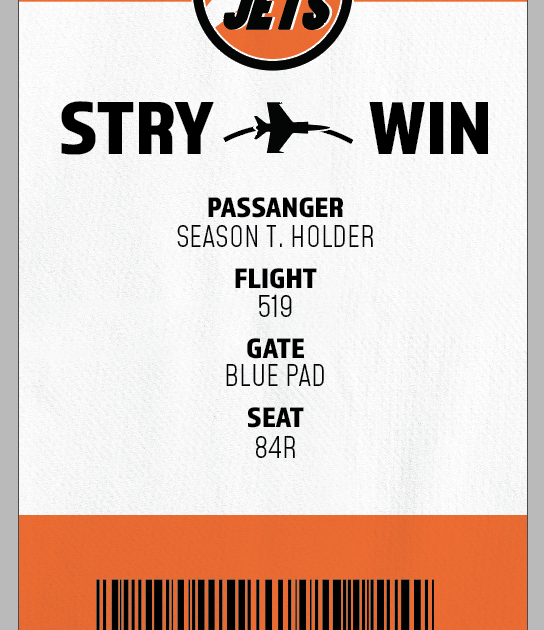 JETS
STRY WIN
PASSANGER
SEASON T. HOLDER
FLIGHT
519
GATE
BLUE PAD
SEAT
84R